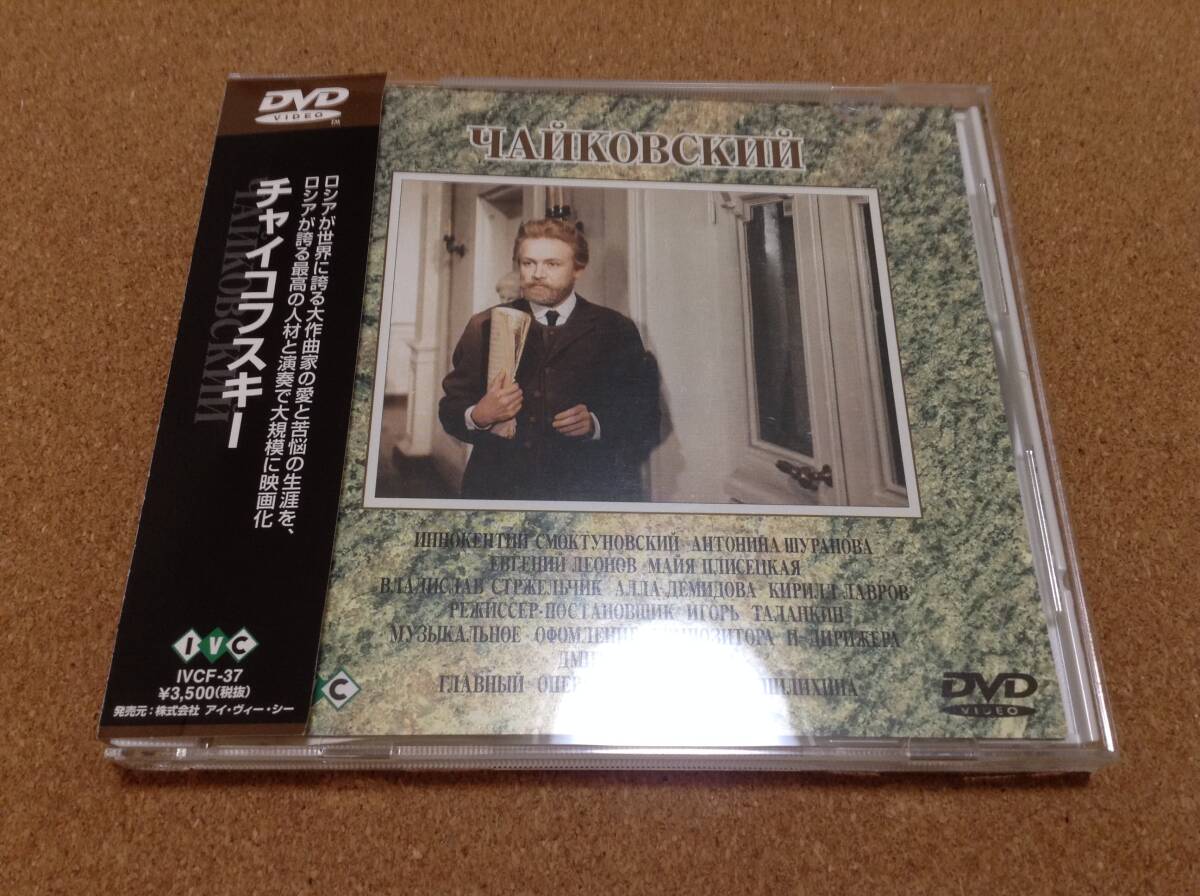 DVD
VIDEO
TM
ロシアが世界に誇る大作曲家の愛と苦悩の生涯を、
ロシアが誇る最高の人材と演奏で大規模に映画化
チャイコフスキー
ЧАЙКОВСКИЙ
IVC
IVCF-37
¥3,500(税抜)
発売元:株式会社 アイ・ヴィー・シー
ЧАЙКОВСКИЙ
ИННОКЕНТИЙ СМОКТУНОВСКИЙ АНТОНИНА ШУРАНОВА
ЕВГЕНИЙ ЛЕОНОВ МАЙЯ ПЛИСЕЦКАЯ
ВЛАДИСЛАВ СТРЖЕЛЬЧИК АЛЛА ДЕМИДОВА КИРИЛЛ ЛАВРОВ
РЕЖИССЕР-ПОСТАНОВЩИК ИГОРЬ ТАЛАНКИН
МУЗЫКАЛЬНОЕ И ДИРИЖЕРА
ГЛАВНЫЙ ПИЛИХИНА
C
DVD
VIDEO